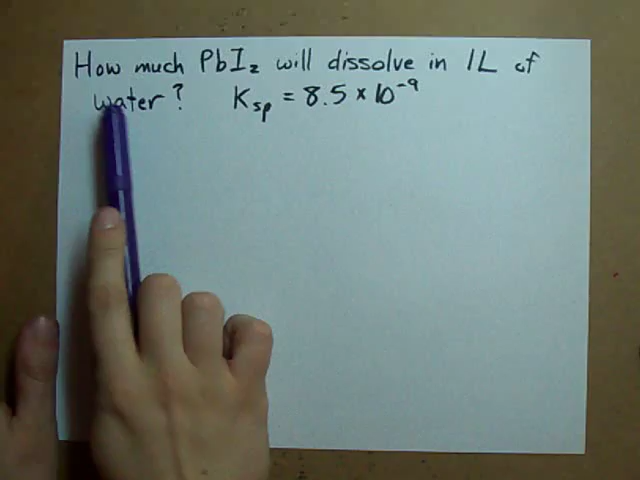 How much PbI₂ will dissolve in 1L of
water? Ksp = 8.5 × 10⁻⁹